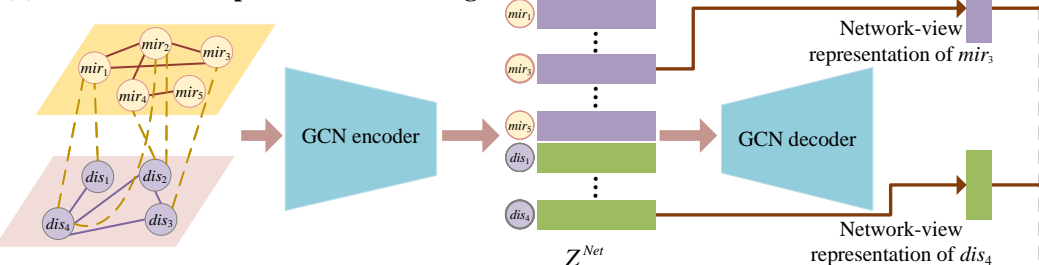 mir1
mir2
mir3
mir4
mir5
dis1
dis2
dis3
dis4
GCN encoder
mir1
mir3
mir5
dis1
dis4
Z^Net
GCN decoder
Network-view
representation of mir3
Network-view
representation of dis4